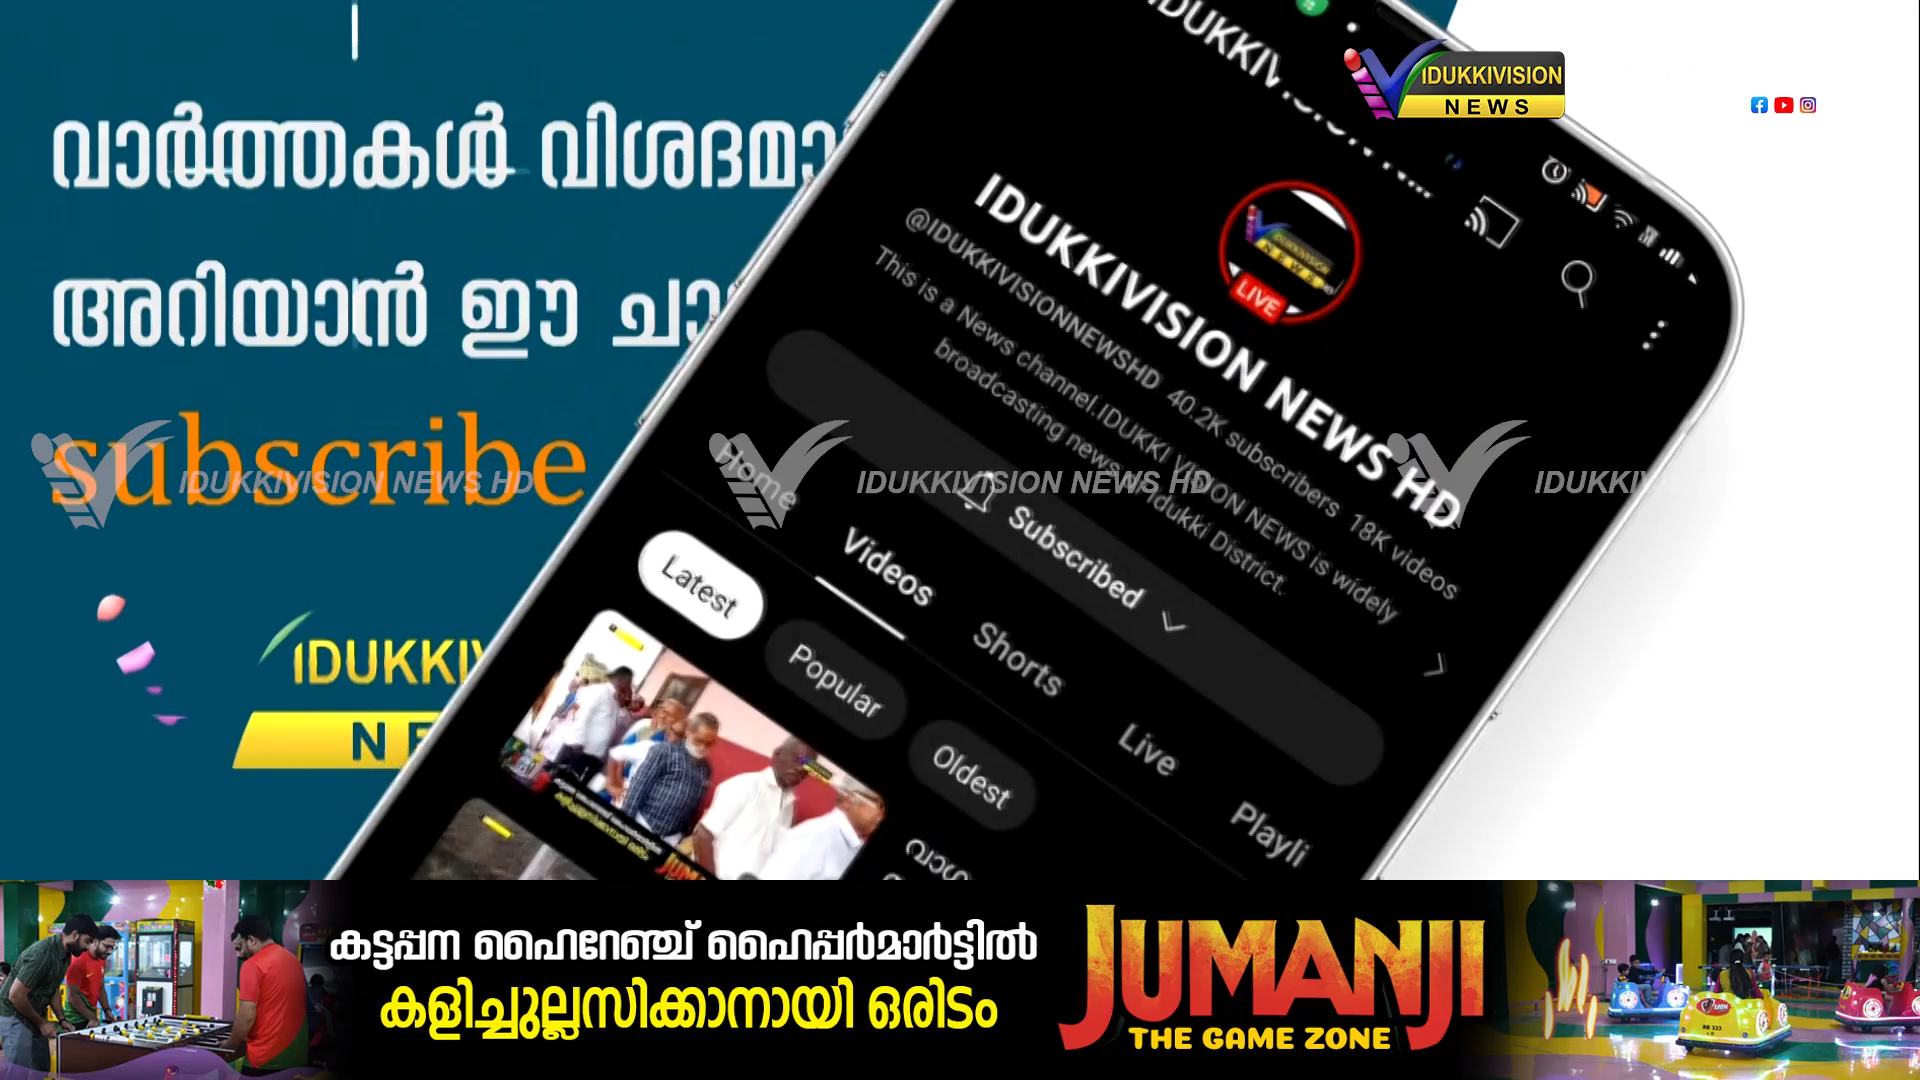 വാർത്തകൾ
അറിയാൻ ഈ
subscribe
IDUKKIVISION
NEWS
IDUKKIVISION NEWS HD
IDUKKIVISION NEWS HD
LIVE
IDUKKIVISION NEWS HD
@IDUKKIVISIONNEWSHD 40.2K subscribers 18K videos
This is a News channel.IDUKKI VISION NEWS is widely
broadcasting news in Idukki District.
Subscribed
Home
Videos
Shorts
Live
Playli
Latest
Popular
Oldest
കട്ടപ്പന ഹൈറേഞ്ച് ഹൈപ്പർമാർട്ടിൽ
കളിച്ചുല്ലസിക്കാനായി ഒരിടം
JUMANJI
THE GAME ZONE